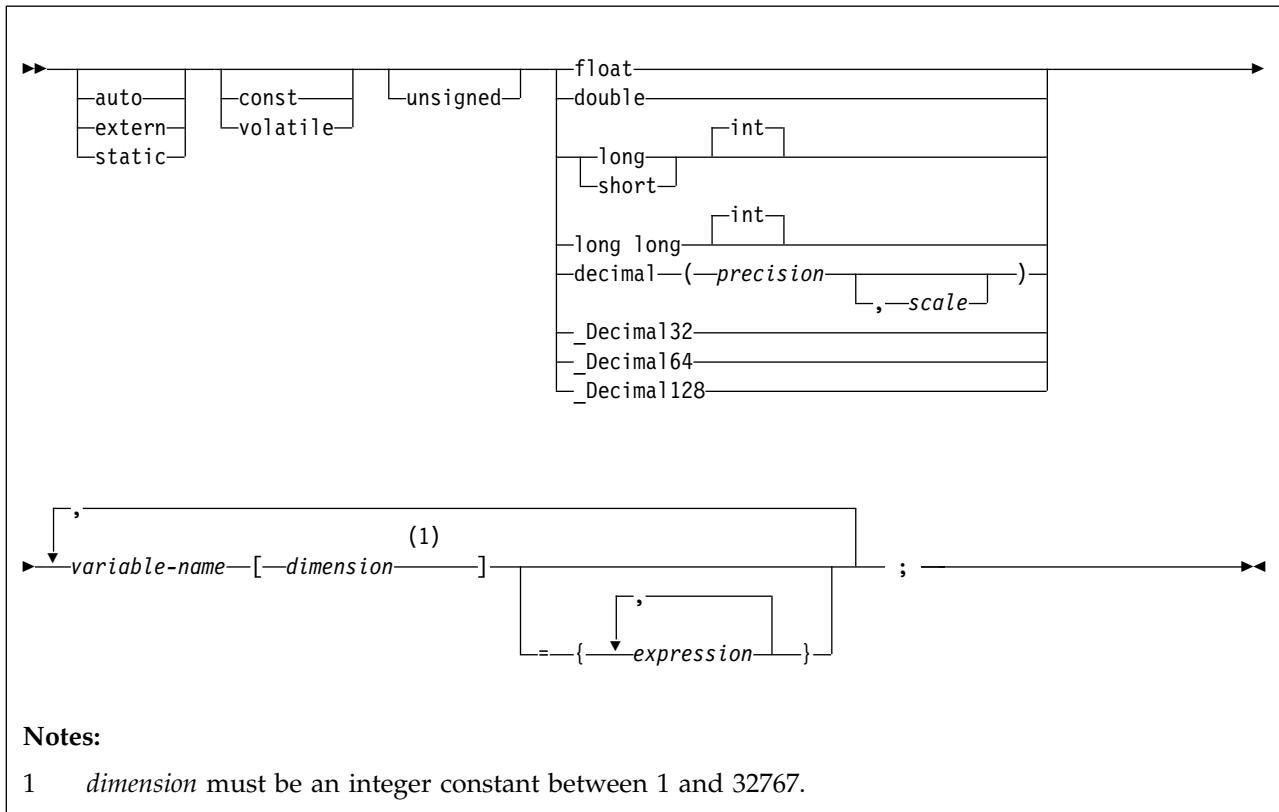 float
auto const unsigned double
extern volatile int
static long
short
int
long long
decimal ( precision )
, scale
_Decimal32
_Decimal64
_Decimal128
,
(1)
variable-name [ dimension ] ;
,
= { expression }
Notes:
1 dimension must be an integer constant between 1 and 32767.